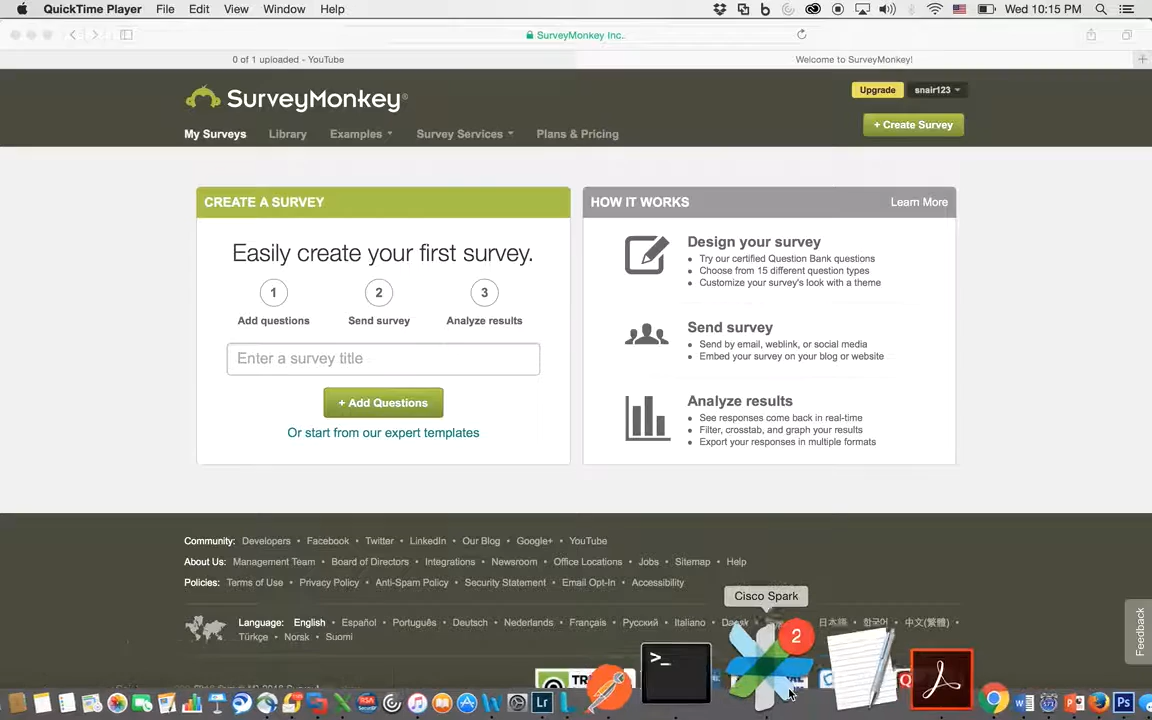 QuickTime Player File Edit View Window Help Wed 10:15 PM
SurveyMonkey Inc.
0 of 1 uploaded - YouTube Welcome to SurveyMonkey!
SurveyMonkey®
Upgrade snair123
My Surveys Library Examples Survey Services Plans & Pricing
+ Create Survey
CREATE A SURVEY
Easily create your first survey.
1 2 3
Add questions Send survey Analyze results
Enter a survey title
+ Add Questions
Or start from our expert templates
HOW IT WORKS Learn More
Design your survey
• Try our certified Question Bank questions
• Choose from 15 different question types
• Customize your survey's look with a theme
Send survey
• Send by email, weblink, or social media
• Embed your survey on your blog or website
Analyze results
• See responses come back in real-time
• Filter, crosstab, and graph your results
• Export your responses in multiple formats
Community: Developers • Facebook • Twitter • LinkedIn • Our Blog • Google+ • YouTube
About Us: Management Team • Board of Directors • Integrations • Newsroom • Office Locations • Jobs • Sitemap • Help
Policies: Terms of Use • Privacy Policy • Anti-Spam Policy • Security Statement • Email Opt-In • Accessibility
Cisco Spark
Language: English • Español • Português • Deutsch • Nederlands • Français • Русский • Italiano • 日本語 • 한국어 • 中文(繁體) •
Türkçe • Norsk • Suomi
2
Feedback
>_
Lr
Ps